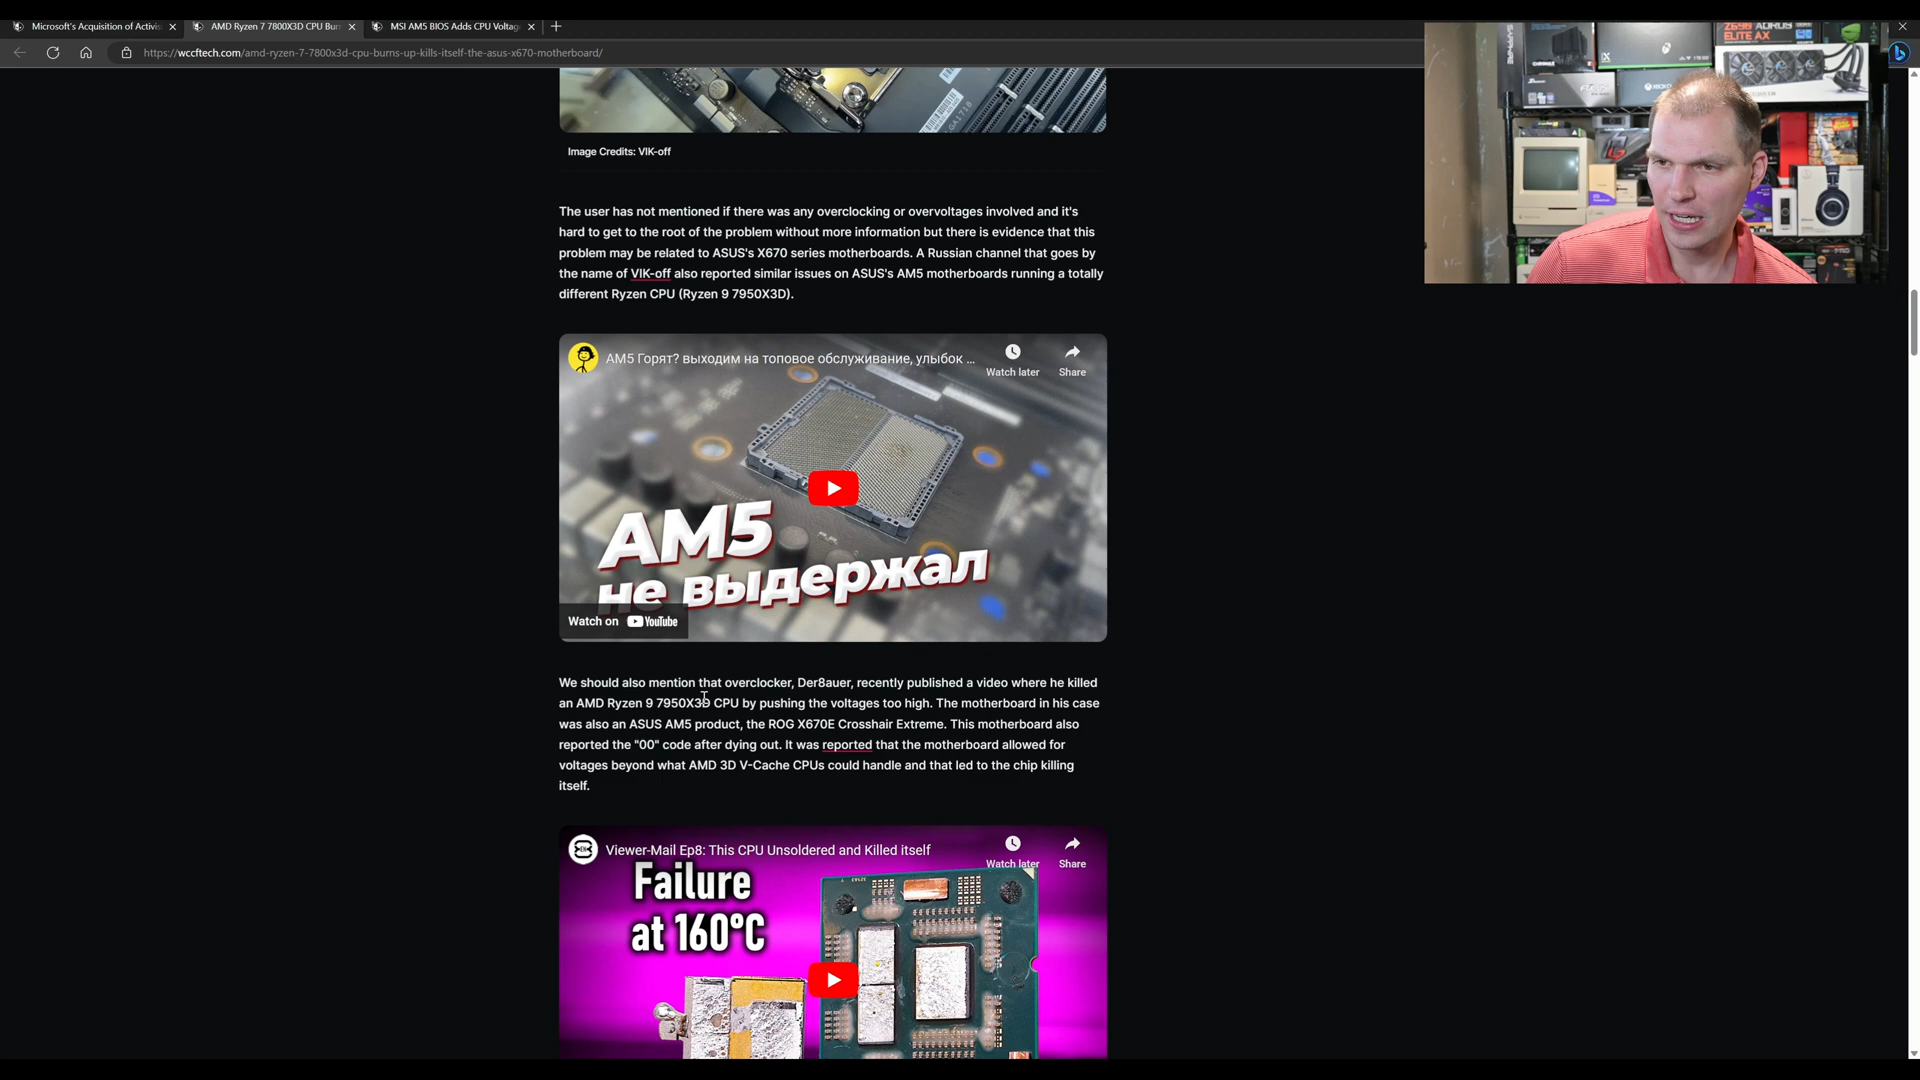 Microsoft's Acquisition of Activis
AMD Ryzen 7 7800X3D CPU Bur
MSI AM5 BIOS Adds CPU Voltag
https://wccftech.com/amd-ryzen-7-7800x3d-cpu-burns-up-kills-itself-the-asus-x670-motherboard/
Z690 AORUS
ELITE AX
XBOX
LGA1718
Image Credits: VIK-off
The user has not mentioned if there was any overclocking or overvoltages involved and it's
hard to get to the root of the problem without more information but there is evidence that this
problem may be related to ASUS's X670 series motherboards. A Russian channel that goes by
the name of VIK-off also reported similar issues on ASUS's AM5 motherboards running a totally
different Ryzen CPU (Ryzen 9 7950X3D).
AM5 Горят? выходим на топовое обслуживание, улыбок ...
Watch later
Share
AM5
не выдержал
Watch on YouTube
We should also mention that overclocker, Der8auer, recently published a video where he killed
an AMD Ryzen 9 7950X3D CPU by pushing the voltages too high. The motherboard in his case
was also an ASUS AM5 product, the ROG X670E Crosshair Extreme. This motherboard also
reported the "00" code after dying out. It was reported that the motherboard allowed for
voltages beyond what AMD 3D V-Cache CPUs could handle and that led to the chip killing
itself.
Viewer-Mail Ep8: This CPU Unsoldered and Killed itself
Watch later
Share
Failure
at 160°C